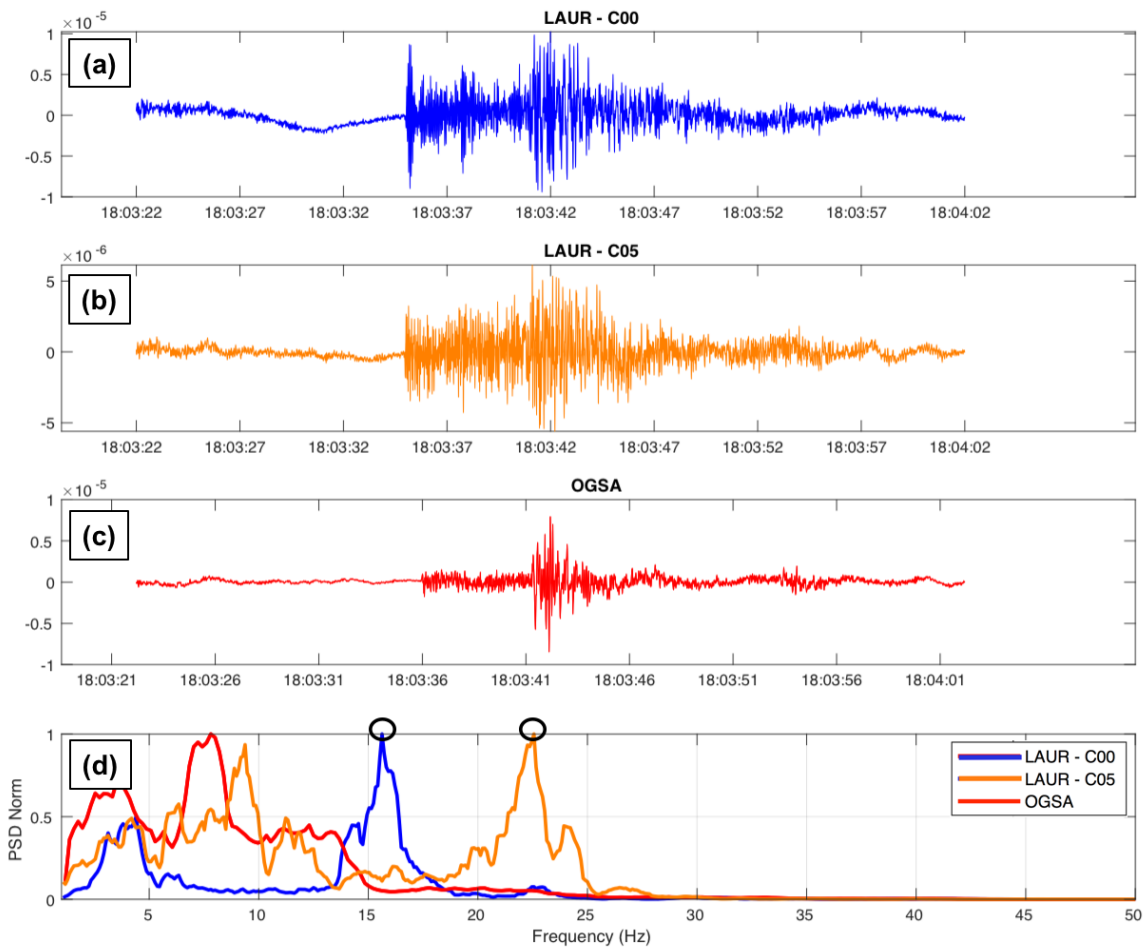 LAUR - C00
× 10⁻⁵
(a)
1
0.5
0
-0.5
-1
18:03:22 18:03:27 18:03:32 18:03:37 18:03:42 18:03:47 18:03:52 18:03:57 18:04:02
LAUR - C05
× 10⁻⁶
(b)
5
0
-5
18:03:22 18:03:27 18:03:32 18:03:37 18:03:42 18:03:47 18:03:52 18:03:57 18:04:02
OGSA
× 10⁻⁵
(c)
1
0.5
0
-0.5
-1
18:03:21 18:03:26 18:03:31 18:03:36 18:03:41 18:03:46 18:03:51 18:03:56 18:04:01
(d)
PSD Norm
1
0.5
0
LAUR - C00
LAUR - C05
OGSA
5 10 15 20 25 30 35 40 45 50
Frequency (Hz)